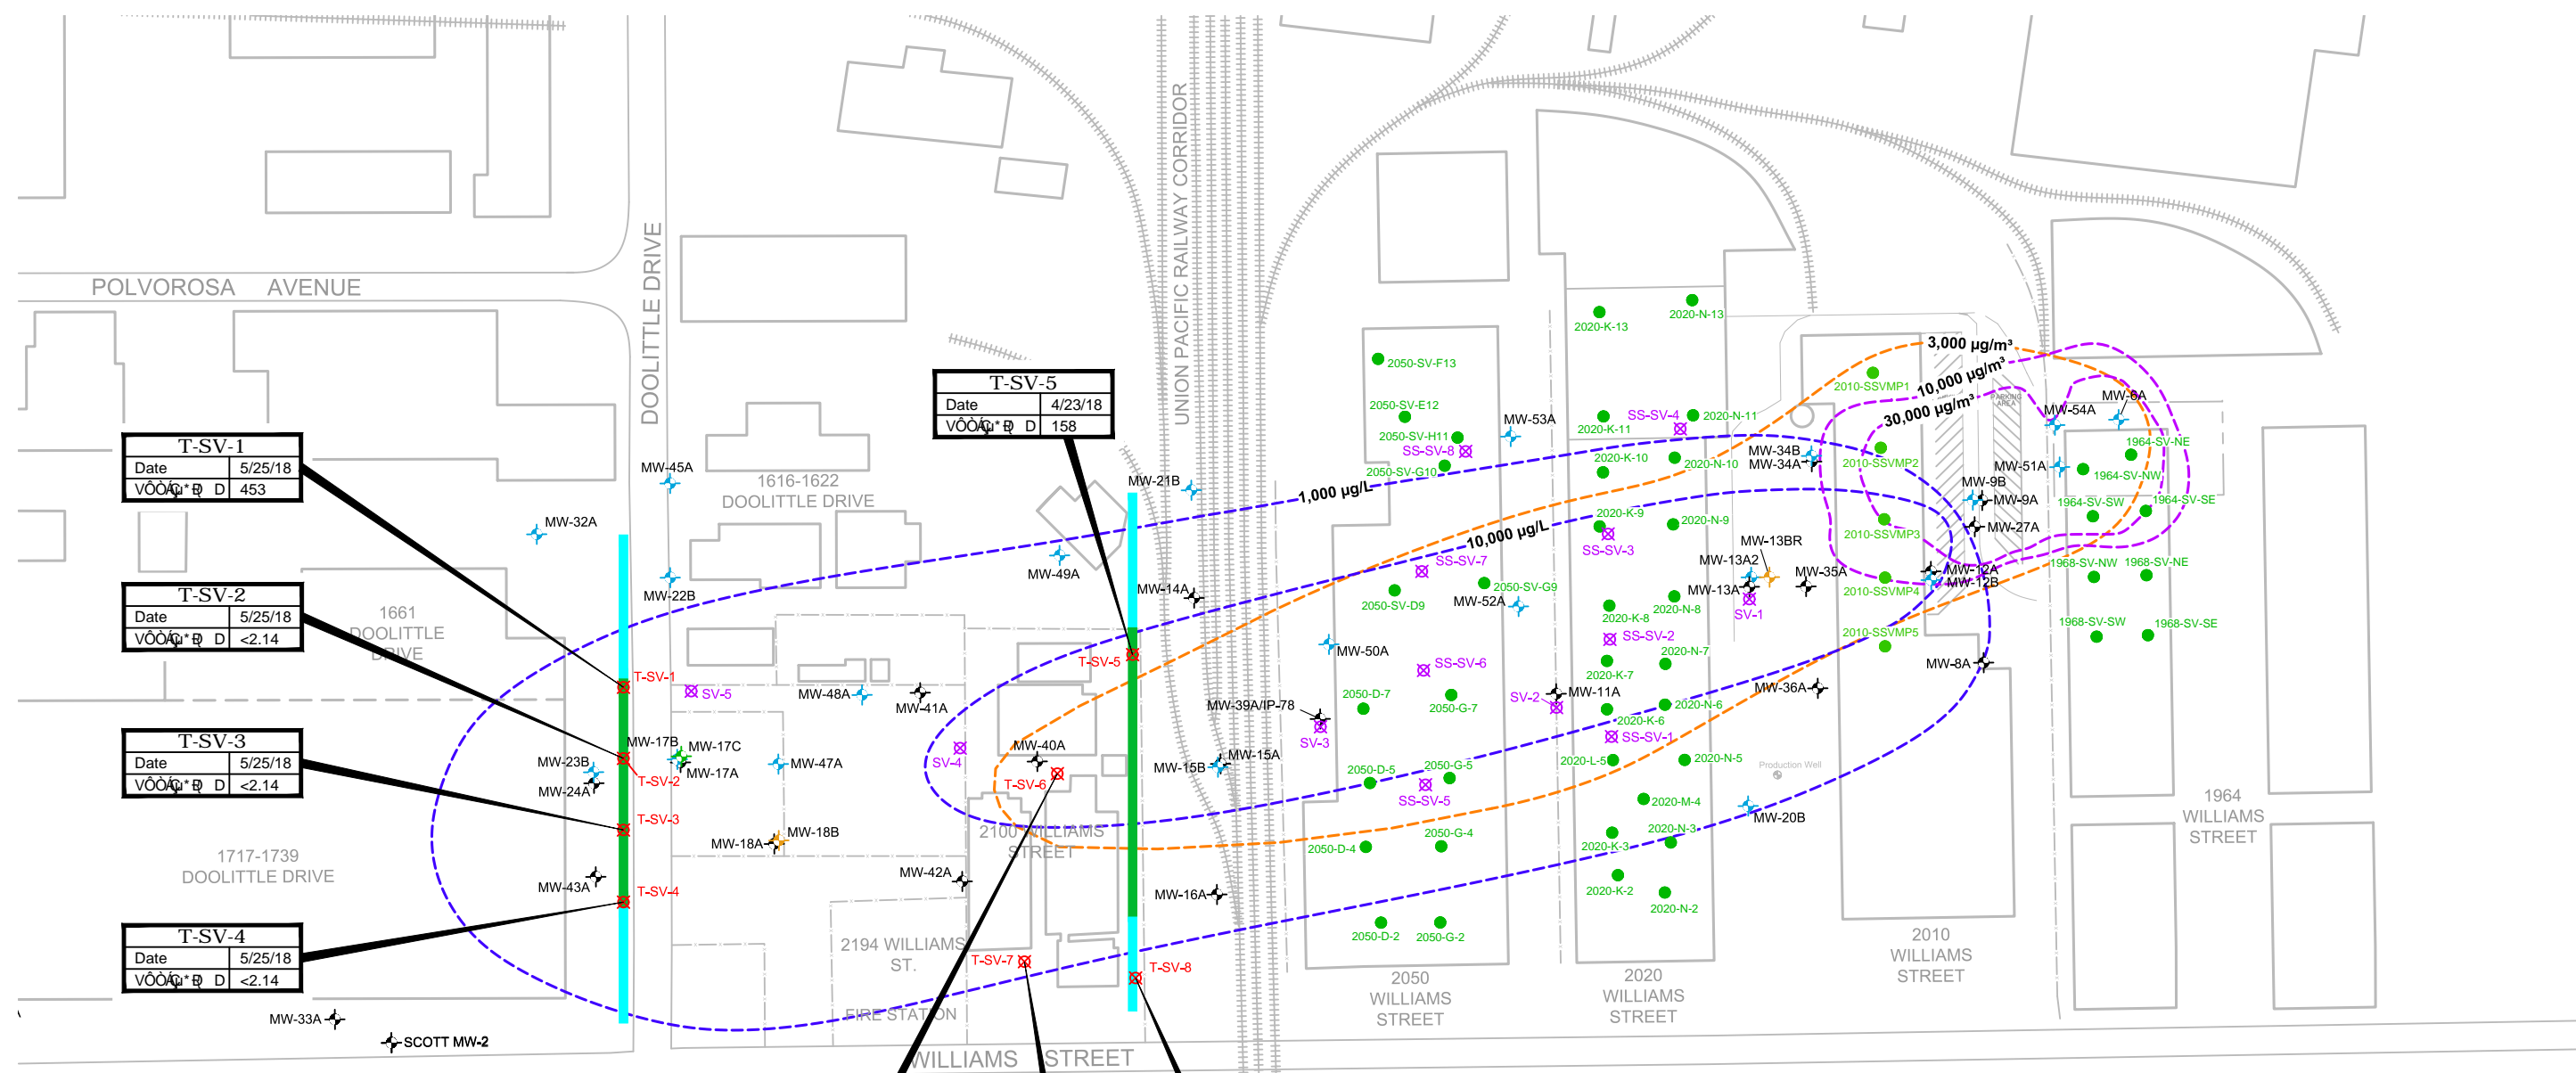 POLVOROSA AVENUE
DOOLITTLE DRIVE
UNION PACIFIC RAILWAY CORRIDOR
WILLIAMS STREET
T-SV-1
Date 5/25/18
453
T-SV-2
Date 5/25/18
<2.14
T-SV-3
Date 5/25/18
<2.14
T-SV-4
Date 5/25/18
<2.14
T-SV-5
Date 4/23/18
158
1661
DOOLITTLE
DRIVE
1717-1739
DOOLITTLE DRIVE
1616-1622
DOOLITTLE DRIVE
2194 WILLIAMS
ST.
FIRE STATION
2100 WILLIAMS
STREET
2050
WILLIAMS
STREET
2020
WILLIAMS
STREET
2010
WILLIAMS
STREET
1964
WILLIAMS
STREET
PARKING
AREA
Production Well
1,000 µg/L
10,000 µg/L
3,000 µg/m³
10,000 µg/m³
30,000 µg/m³
MW-32A
MW-45A
MW-22B
MW-23B
MW-24A
MW-43A
MW-33A
SCOTT MW-2
MW-17B
MW-17C
MW-17A
MW-47A
MW-18A
MW-18B
MW-48A
MW-41A
MW-42A
MW-40A
MW-49A
MW-21B
MW-14A
MW-15A
MW-15B
MW-16A
MW-39A/IP-78
MW-50A
MW-52A
MW-53A
MW-11A
MW-13A2
MW-13BR
MW-13A
MW-35A
MW-36A
MW-20B
MW-34B
MW-34A
MW-8A
MW-9B
MW-9A
MW-27A
MW-12A
MW-12B
MW-51A
MW-54A
MW-6A
T-SV-1
T-SV-2
T-SV-3
T-SV-4
T-SV-5
T-SV-6
T-SV-7
T-SV-8
SV-5
SV-4
SV-3
SV-2
SV-1
SS-SV-8
SS-SV-7
SS-SV-6
SS-SV-5
SS-SV-4
SS-SV-3
SS-SV-2
SS-SV-1
2050-SV-F13
2050-SV-E12
2050-SV-H11
2050-SV-G10
2050-SV-D9
2050-SV-G9
2050-D-7
2050-G-7
2050-D-5
2050-G-5
2050-D-4
2050-G-4
2050-D-2
2050-G-2
2020-K-13
2020-N-13
2020-K-11
2020-N-11
2020-K-10
2020-N-10
2020-K-9
2020-N-9
2020-K-8
2020-N-8
2020-K-7
2020-N-7
2020-K-6
2020-N-6
2020-L-5
2020-N-5
2020-M-4
2020-K-3
2020-N-3
2020-K-2
2020-N-2
2010-SSVMP1
2010-SSVMP2
2010-SSVMP3
2010-SSVMP4
2010-SSVMP5
1964-SV-NE
1964-SV-NW
1964-SV-SW
1964-SV-SE
1968-SV-NW
1968-SV-NE
1968-SV-SW
1968-SV-SE